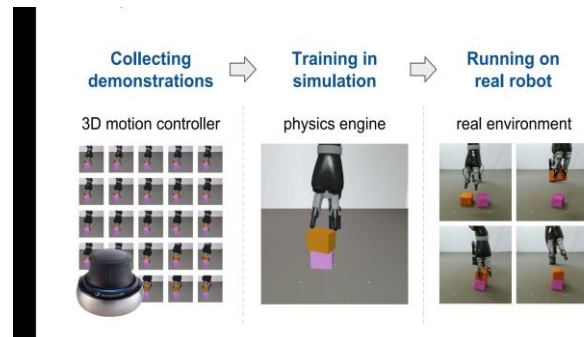 Collecting
demonstrations
Training in
simulation
Running on
real robot
3D motion controller
physics engine
real environment